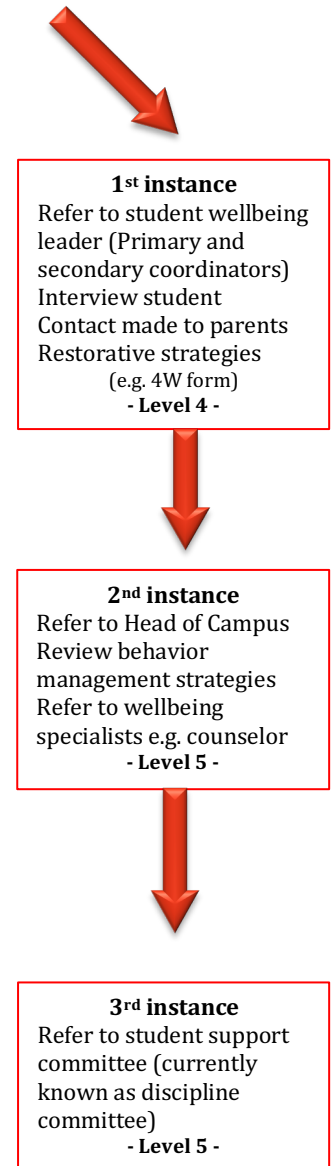 1st instance
Refer to student wellbeing
leader (Primary and
secondary coordinators)
Interview student
Contact made to parents
Restorative strategies
(e.g. 4W form)
- Level 4 -
2nd instance
Refer to Head of Campus
Review behavior
management strategies
Refer to wellbeing
specialists e.g. counselor
- Level 5 -
3rd instance
Refer to student support
committee (currently
known as discipline
committee)
- Level 5 -